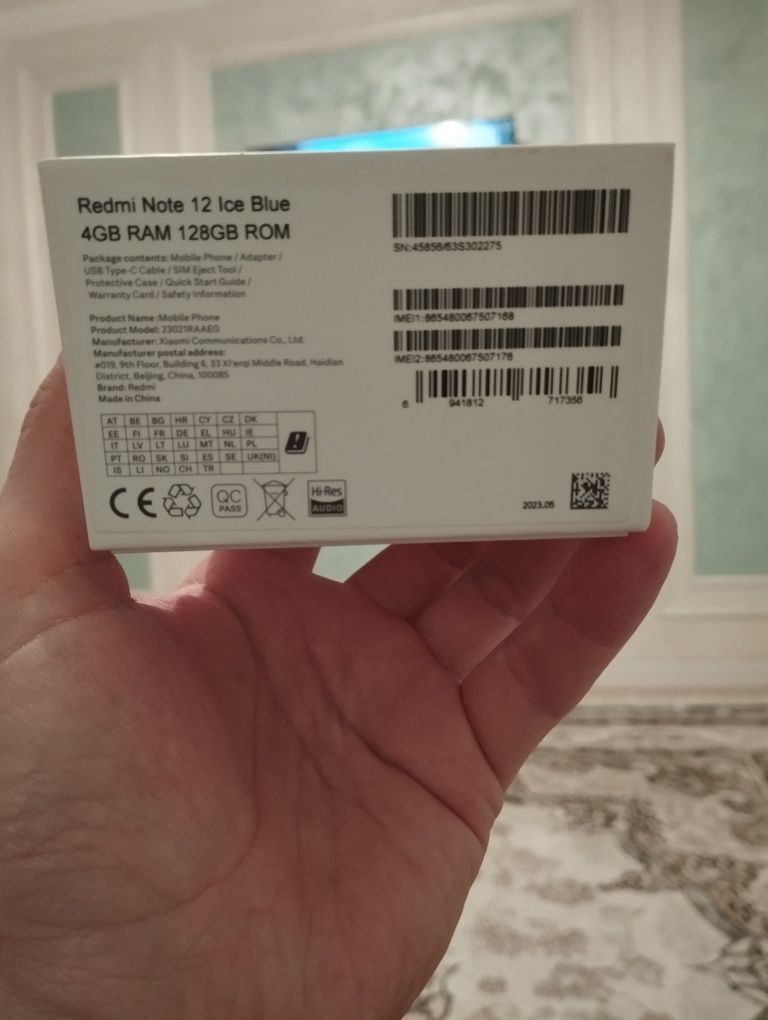 Redmi Note 12 Ice Blue
4GB RAM 128GB ROM
Package contents: Mobile Phone / Adapter /
USB Type-C Cable / SIM Eject Tool /
Protective Case / Quick Start Guide /
Warranty Card / Safety Information
Product Name :Mobile Phone
Product Model: 23021RAAEG
Manufacturer: Xiaomi Communications Co., Ltd.
Manufacturer postal address:
#019, 9th Floor, Building 6, 33 Xi'erqi Middle Road, Haidian
District, Beijing, China, 100085
Brand: Redmi
Made in China
AT BE BG HR CY CZ DK
EE FI FR DE EL HU IE
IT LV LT LU MT NL PL
PT RO SK SI ES SE UK(NI)
IS LI NO CH TR
CE
QC
PASS
Hi-Res
AUDIO
SN:45856/63S302275
IMEI1:865480067507168
IMEI2:865480067507176
6 941812 717356
2023.05